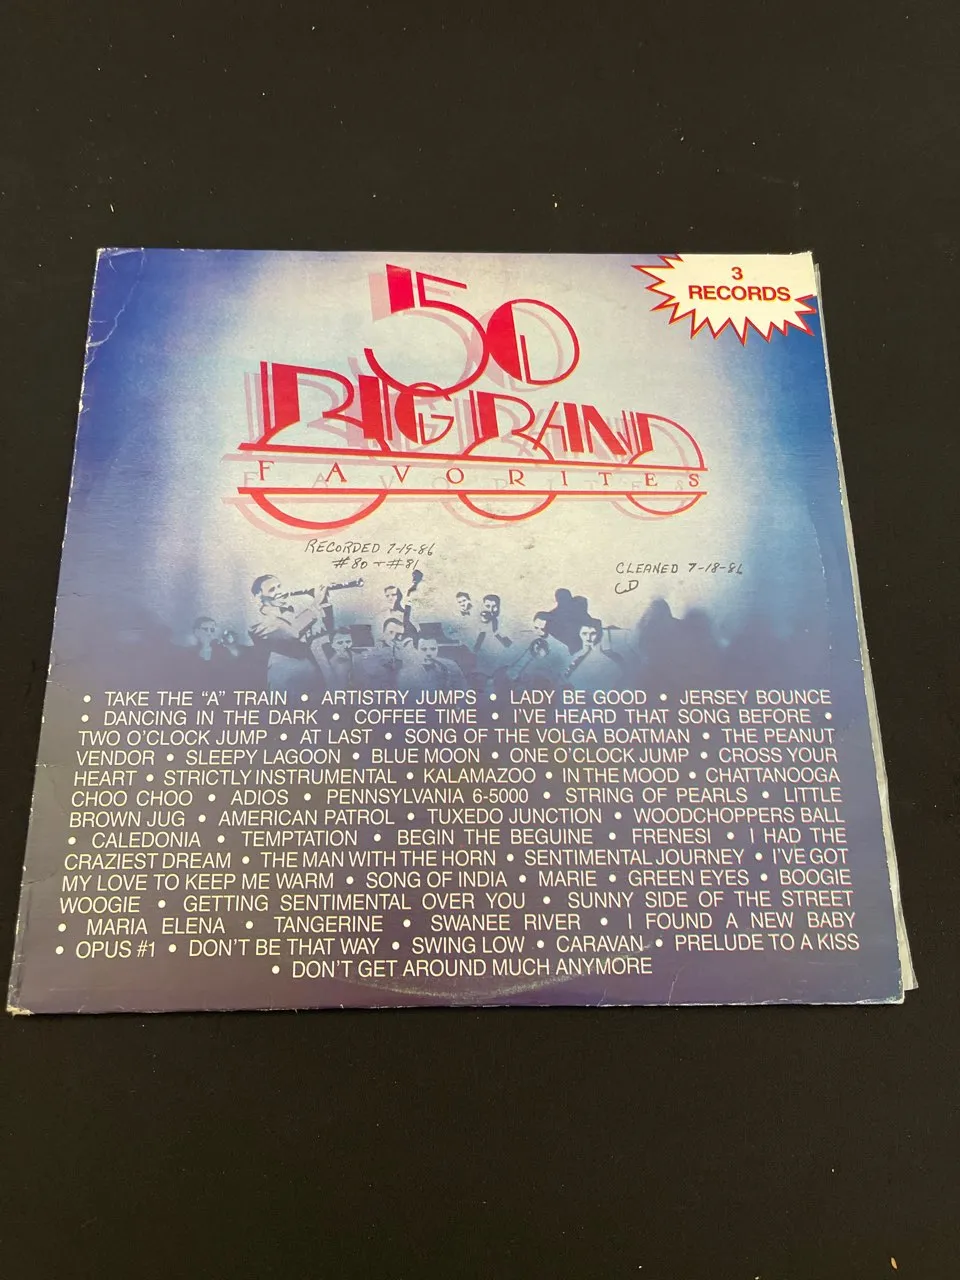 3
RECORDS
50
BIG BAND
FAVORITES
RECORDED 7-19-86
#80 + #81
CLEANED 7-18-86
CD
• TAKE THE “A” TRAIN • ARTISTRY JUMPS • LADY BE GOOD • JERSEY BOUNCE
• DANCING IN THE DARK • COFFEE TIME • I'VE HEARD THAT SONG BEFORE •
TWO O'CLOCK JUMP • AT LAST • SONG OF THE VOLGA BOATMAN • THE PEANUT
VENDOR • SLEEPY LAGOON • BLUE MOON • ONE O'CLOCK JUMP • CROSS YOUR
HEART • STRICTLY INSTRUMENTAL • KALAMAZOO • IN THE MOOD • CHATTANOOGA
CHOO CHOO • ADIOS • PENNSYLVANIA 6-5000 • STRING OF PEARLS • LITTLE
BROWN JUG • AMERICAN PATROL • TUXEDO JUNCTION • WOODCHOPPERS BALL
• CALEDONIA • TEMPTATION • BEGIN THE BEGUINE • FRENESI • I HAD THE
CRAZIEST DREAM • THE MAN WITH THE HORN • SENTIMENTAL JOURNEY • I'VE GOT
MY LOVE TO KEEP ME WARM • SONG OF INDIA • MARIE • GREEN EYES • BOOGIE
WOOGIE • GETTING SENTIMENTAL OVER YOU • SUNNY SIDE OF THE STREET
• MARIA ELENA • TANGERINE • SWANEE RIVER • I FOUND A NEW BABY
• OPUS #1 • DON'T BE THAT WAY • SWING LOW • CARAVAN • PRELUDE TO A KISS
• DON'T GET AROUND MUCH ANYMORE